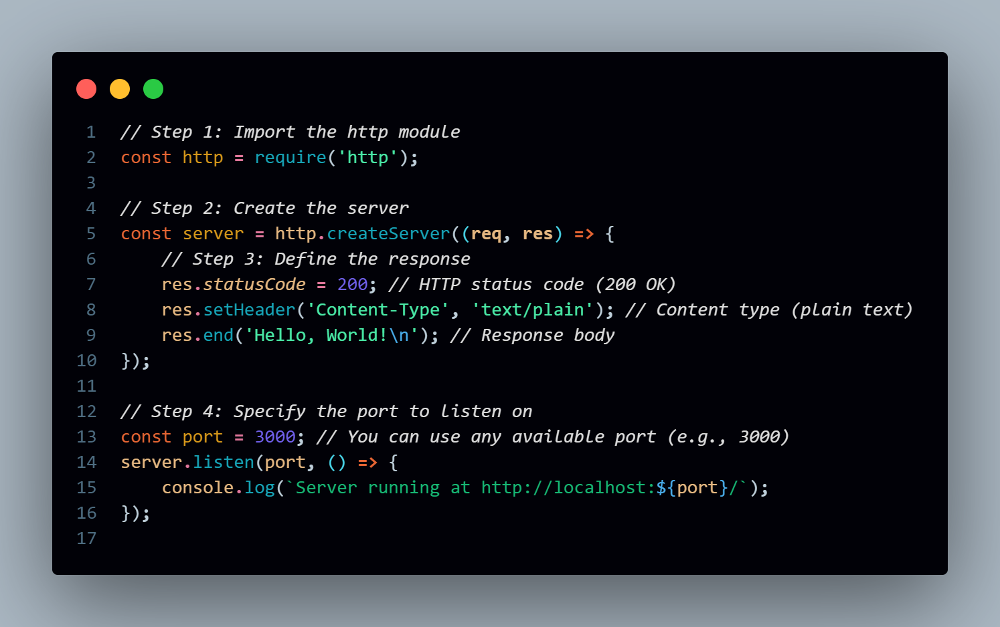 1 // Step 1: Import the http module
2 const http = require('http');
3
4 // Step 2: Create the server
5 const server = http.createServer((req, res) => {
6     // Step 3: Define the response
7     res.statusCode = 200; // HTTP status code (200 OK)
8     res.setHeader('Content-Type', 'text/plain'); // Content type (plain text)
9     res.end('Hello, World!\n'); // Response body
10 });
11
12 // Step 4: Specify the port to listen on
13 const port = 3000; // You can use any available port (e.g., 3000)
14 server.listen(port, () => {
15     console.log(`Server running at http://localhost:${port}/`);
16 });
17